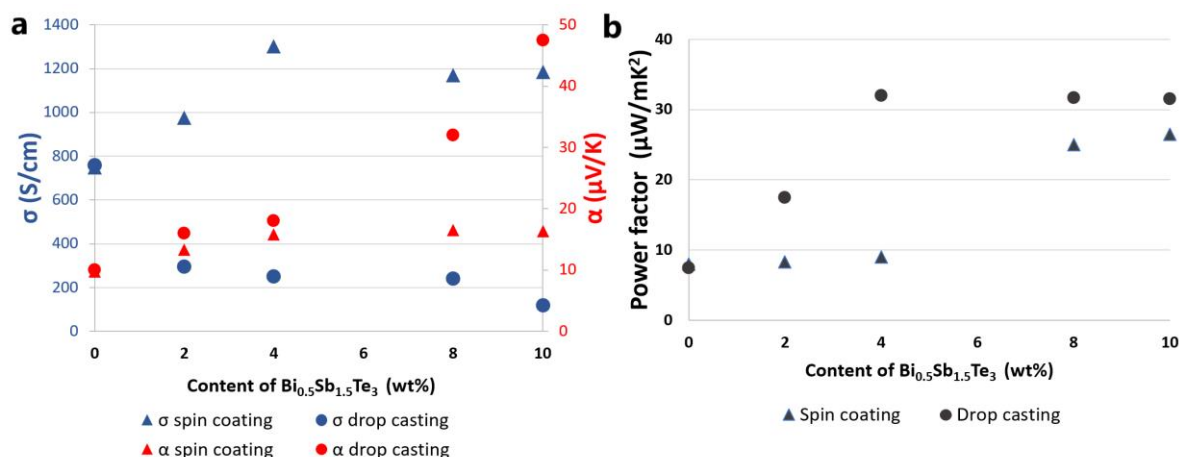 a
1400
1200
1000
800
600
400
200
0
σ (S/cm)
50
40
30
20
10
0
α (µV/K)
0 2 4 6 8 10
Content of Bi₀.₅Sb₁.₅Te₃ (wt%)
σ spin coating σ drop casting
α spin coating α drop casting
b
40
30
20
10
0
Power factor (µW/mK²)
0 2 4 6 8 10
Content of Bi₀.₅Sb₁.₅Te₃ (wt%)
Spin coating Drop casting